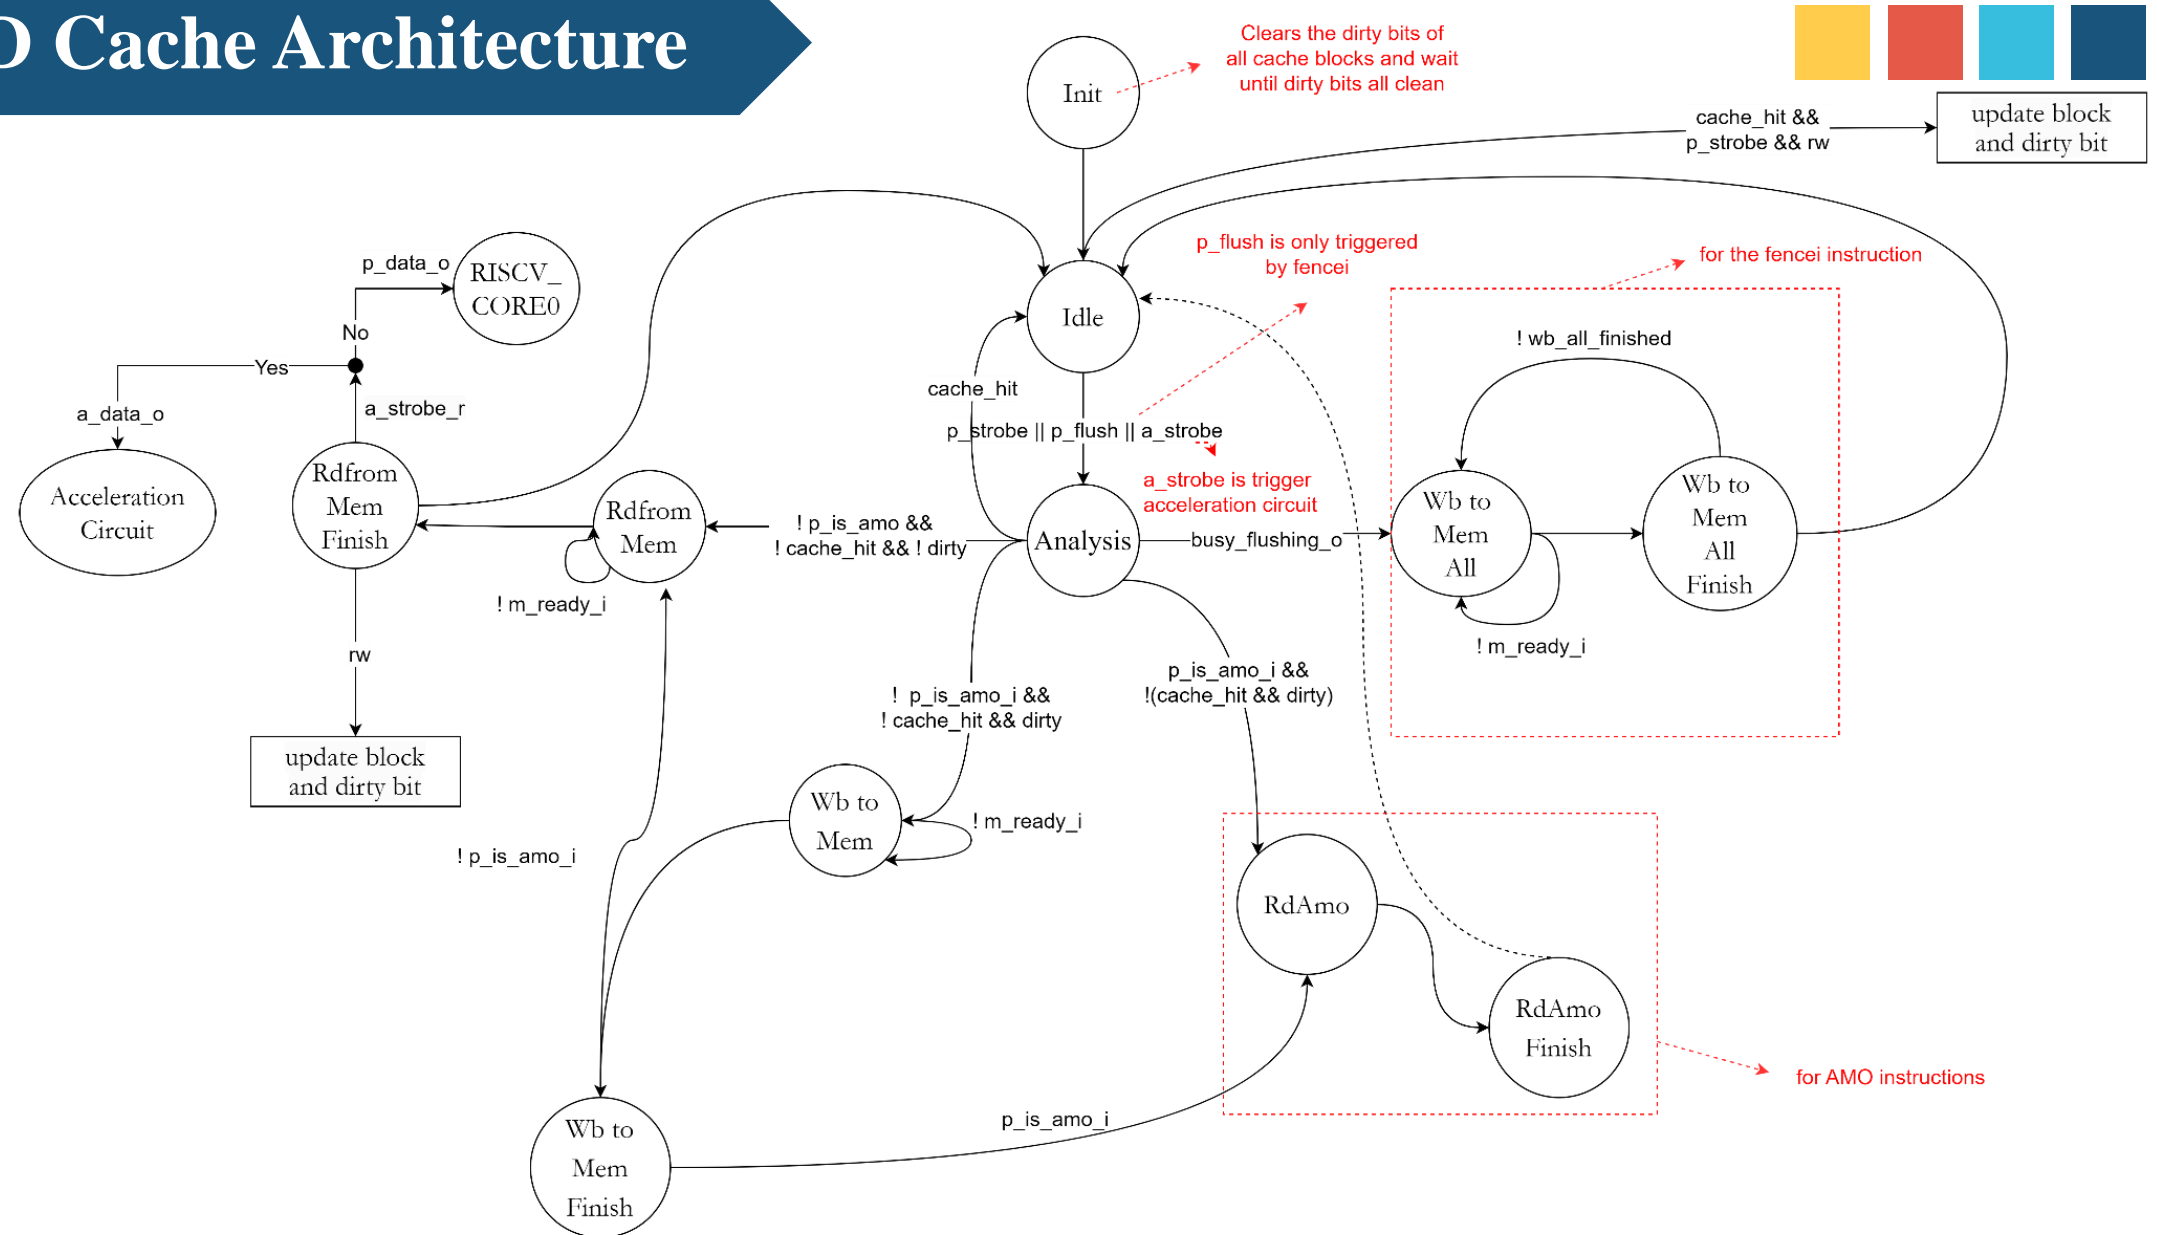 D Cache Architecture
Clears the dirty bits of
all cache blocks and wait
until dirty bits all clean
Init
cache_hit &&
p_strobe && rw
update block
and dirty bit
p_flush is only triggered
by fencei
for the fencei instruction
p_data_o
RISCV_
CORE0
No
Yes
a_data_o
a_strobe_r
Idle
! wb_all_finished
cache_hit
p_strobe || p_flush || a_strobe
a_strobe is trigger
acceleration circuit
Acceleration
Circuit
Rdfrom
Mem
Finish
Rdfrom
Mem
! m_ready_i
! p_is_amo &&
! cache_hit && ! dirty
Analysis
busy_flushing_o
Wb to
Mem
All
Wb to
Mem
All
Finish
! m_ready_i
rw
update block
and dirty bit
! p_is_amo_i &&
! cache_hit && dirty
p_is_amo_i &&
!(cache_hit && dirty)
Wb to
Mem
! m_ready_i
! p_is_amo_i
RdAmo
RdAmo
Finish
for AMO instructions
p_is_amo_i
Wb to
Mem
Finish